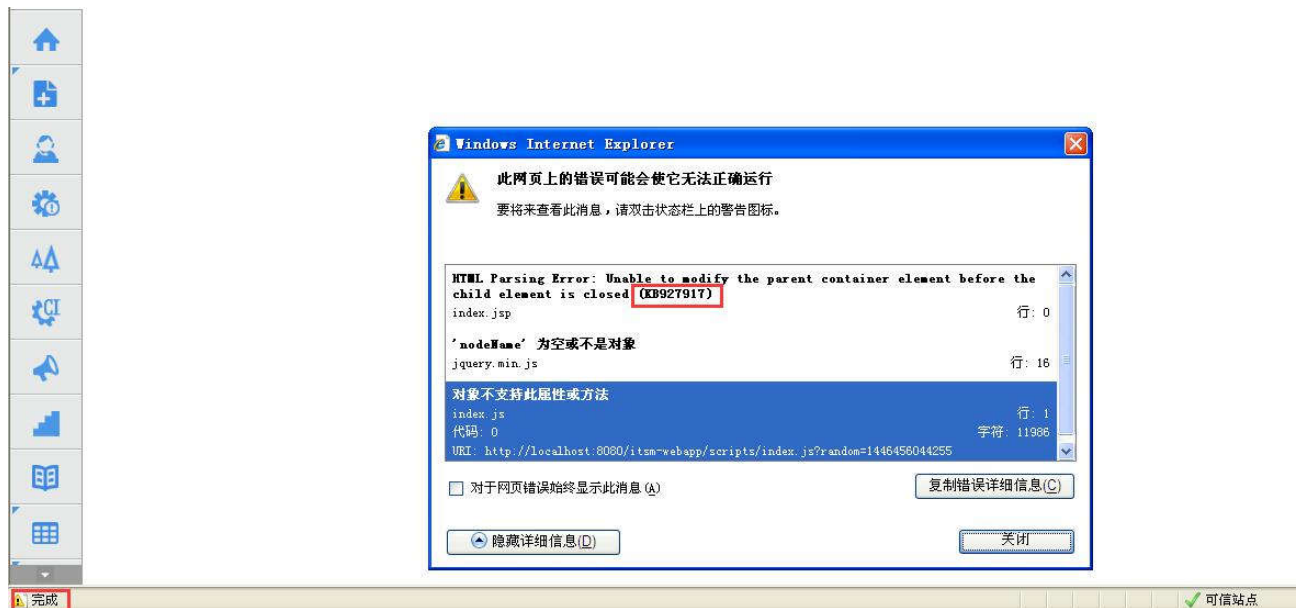 CI
Windows Internet Explorer
此网页上的错误可能会使它无法正确运行
要将来查看此消息，请双击状态栏上的警告图标。
HTML Parsing Error: Unable to modify the parent container element before the
child element is closed (KB927917)
index.jsp 行: 0
'nodeName' 为空或不是对象
jquery.min.js 行: 16
对象不支持此属性或方法
index.js 行: 1
代码: 0 字符: 11986
URI: http://localhost:8080/itsm-webapp/scripts/index.js?random=1446456044255
对于网页错误始终显示此消息(A) 复制错误详细信息(C)
隐藏详细信息(D) 关闭
完成 可信站点